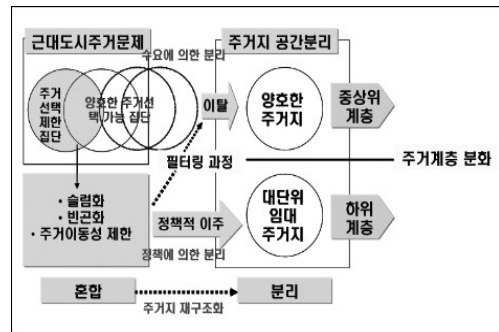 근대도시주거문제
수요에 의한 분리
주거지 공간분리
주거
선택
제한
집단
양호한 주거선
택 가능 집단
이탈
양호한
주거지
중상위
계층
필터링 과정
주거계층 분화
• 슬럼화
• 빈곤화
• 주거이동성 제한
정책적 이주
대단위
임대
주거지
하위
계층
정책에 의한 분리
혼합
주거지 재구조화
분리